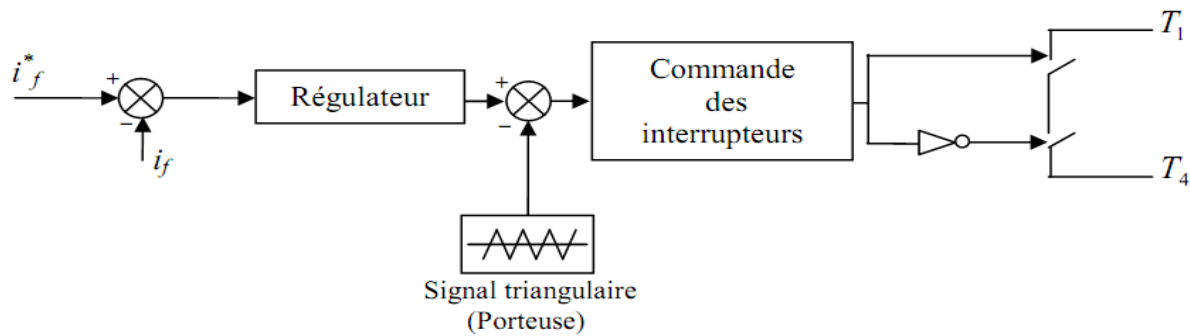 T₁
i*f
+
−
if
Régulateur
+
−
Commande
des
interrupteurs
T₄
Signal triangulaire
(Porteuse)